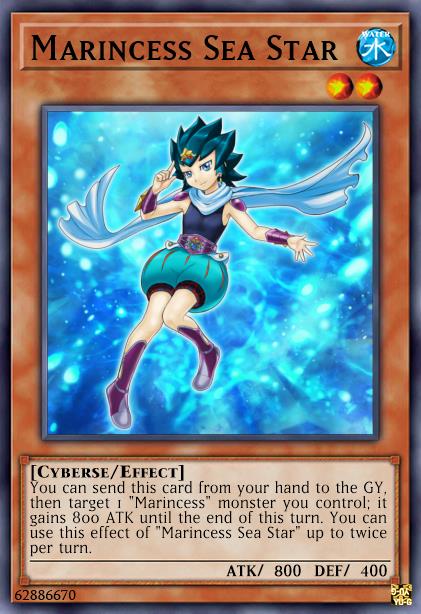 Marincess Sea Star
WATER
水
[Cyberse/Effect]
You can send this card from your hand to the GY,
then target 1 "Marincess" monster you control; it
gains 800 ATK until the end of this turn. You can
use this effect of "Marincess Sea Star" up to twice
per turn.
ATK/ 800 DEF/ 400
62886670